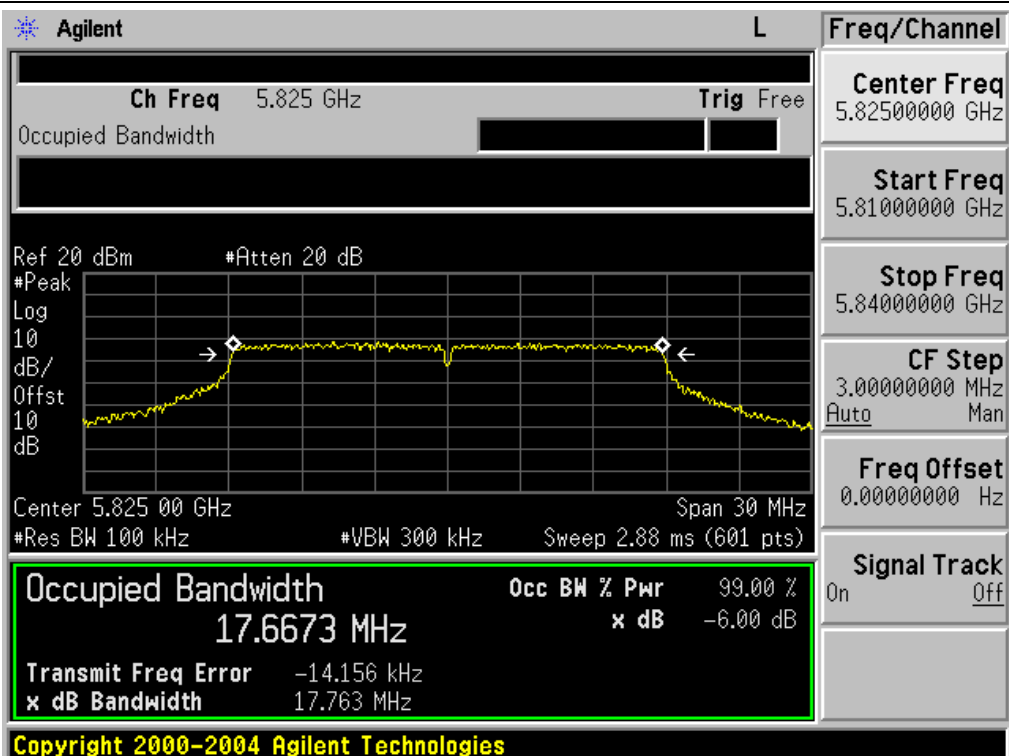 Agilent L Freq/Channel
Ch Freq 5.825 GHz Trig Free
Occupied Bandwidth
Center Freq
5.82500000 GHz
Start Freq
5.81000000 GHz
Stop Freq
5.84000000 GHz
CF Step
3.00000000 MHz
Auto Man
Freq Offset
0.00000000 Hz
Signal Track
On Off
Ref 20 dBm #Atten 20 dB
#Peak
Log
10
dB/
Offst
10
dB
Center 5.825 00 GHz Span 30 MHz
#Res BW 100 kHz #VBW 300 kHz Sweep 2.88 ms (601 pts)
Occupied Bandwidth Occ BW % Pwr 99.00 %
17.6673 MHz x dB -6.00 dB
Transmit Freq Error -14.156 kHz
x dB Bandwidth 17.763 MHz
Copyright 2000-2004 Agilent Technologies